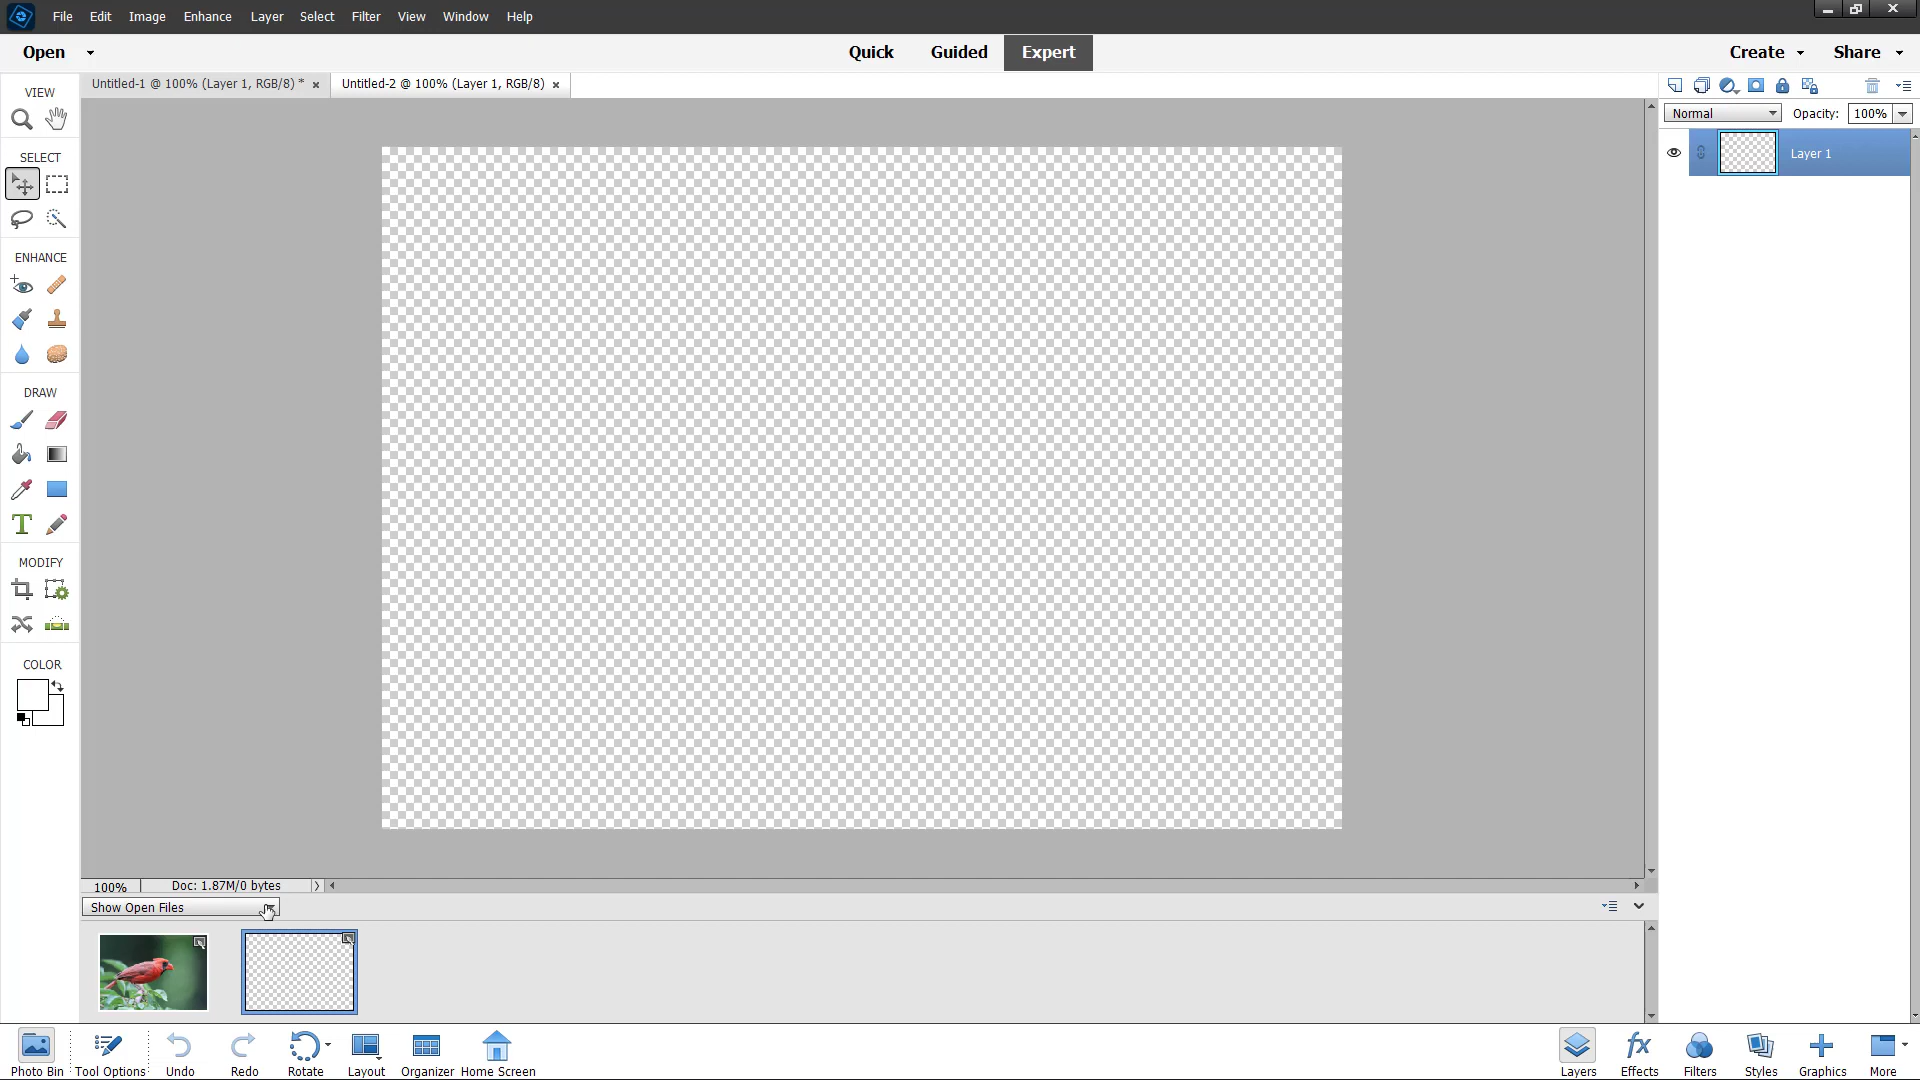 File Edit Image Enhance Layer Select Filter View Window Help
Open Quick Guided Expert Create Share
Untitled-1 @ 100% (Layer 1, RGB/8) * × Untitled-2 @ 100% (Layer 1, RGB/8) ×
VIEW
Normal Opacity: 100%
SELECT
Layer 1
ENHANCE
DRAW
T
MODIFY
COLOR
100% Doc: 1.87M/0 bytes
Show Open Files
fx
Photo Bin Tool Options Undo Redo Rotate Layout Organizer Home Screen Layers Effects Filters Styles Graphics More